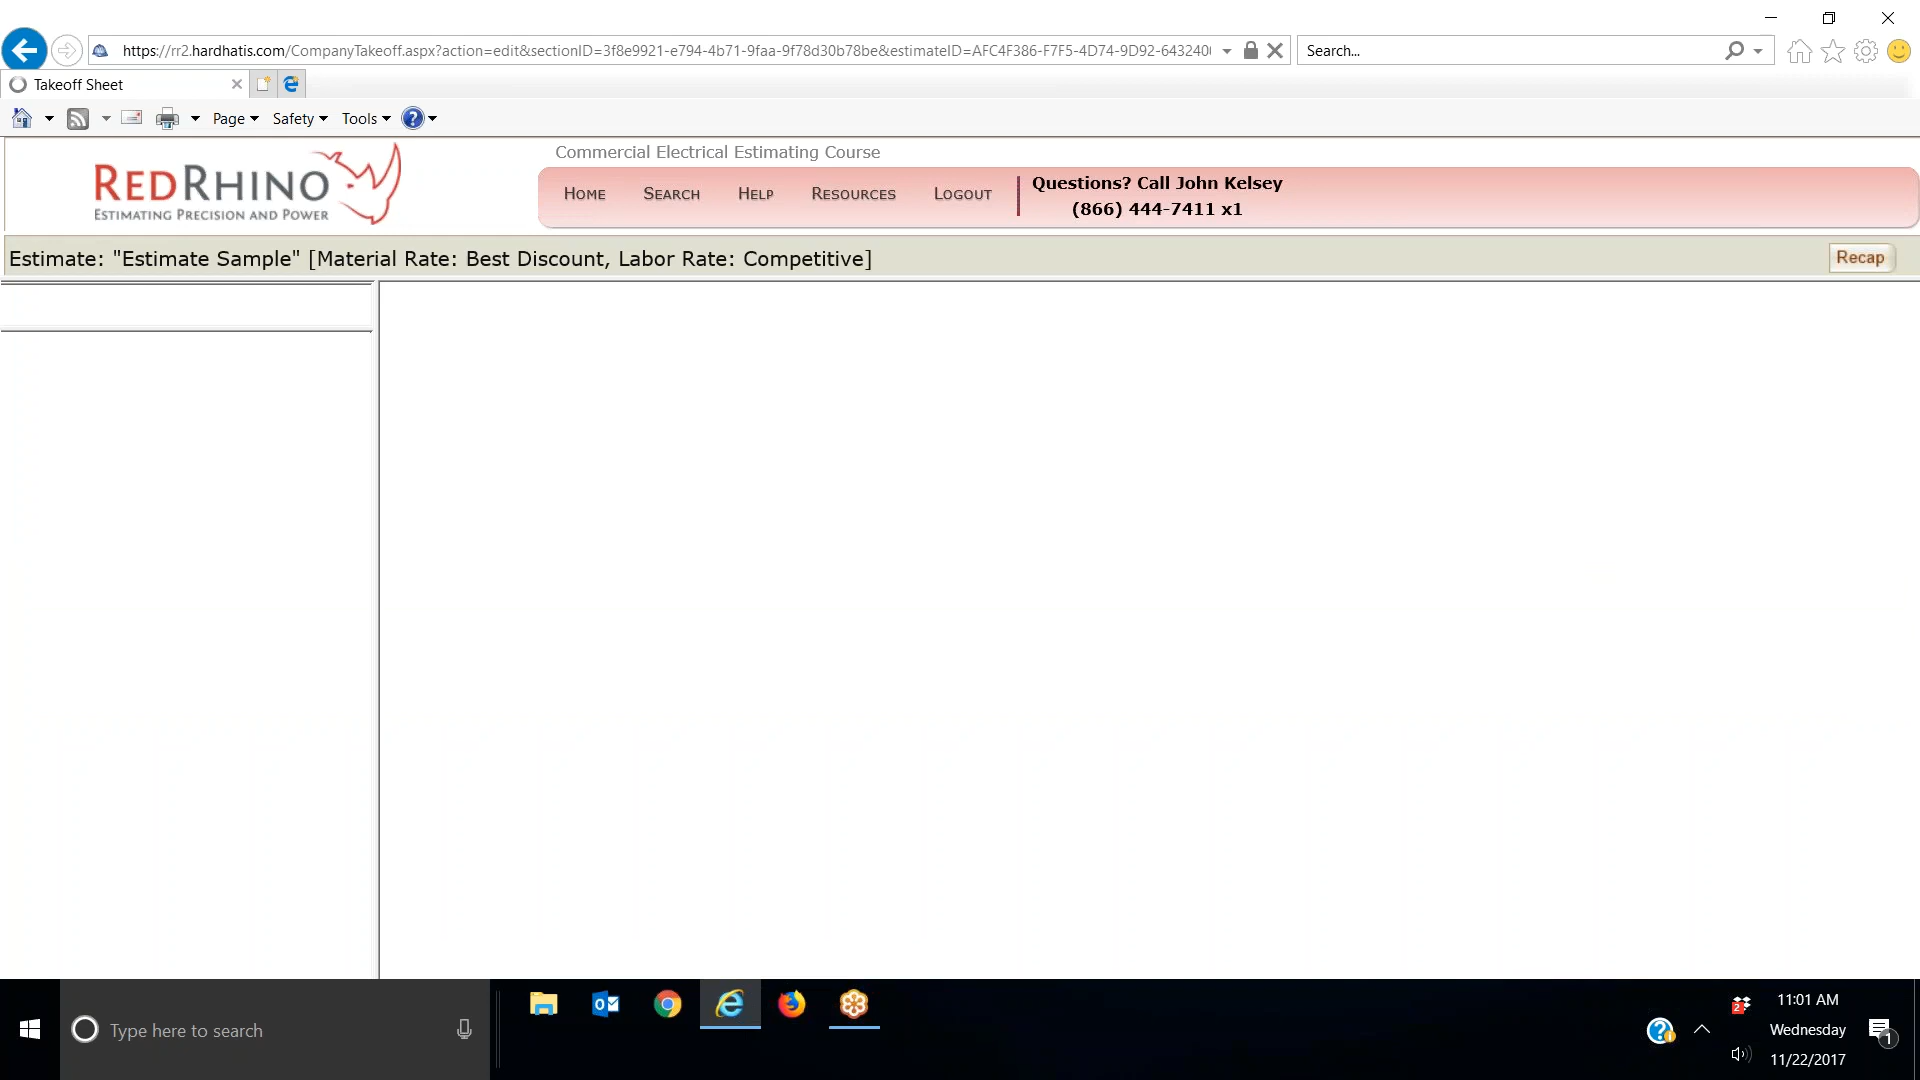 https://rr2.hardhatis.com/CompanyTakeoff.aspx?action=edit&sectionID=3f8e9921-e794-4b71-9faa-9f78d30b78be&estimateID=AFC4F386-F7F5-4D74-9D92-6432400
Search...
Takeoff Sheet
Page
Safety
Tools
REDRHINO
ESTIMATING PRECISION AND POWER
Commercial Electrical Estimating Course
HOME
SEARCH
HELP
RESOURCES
LOGOUT
Questions? Call John Kelsey
(866) 444-7411 x1
Estimate: "Estimate Sample" [Material Rate: Best Discount, Labor Rate: Competitive]
Recap
Type here to search
2
11:01 AM
Wednesday
11/22/2017
1